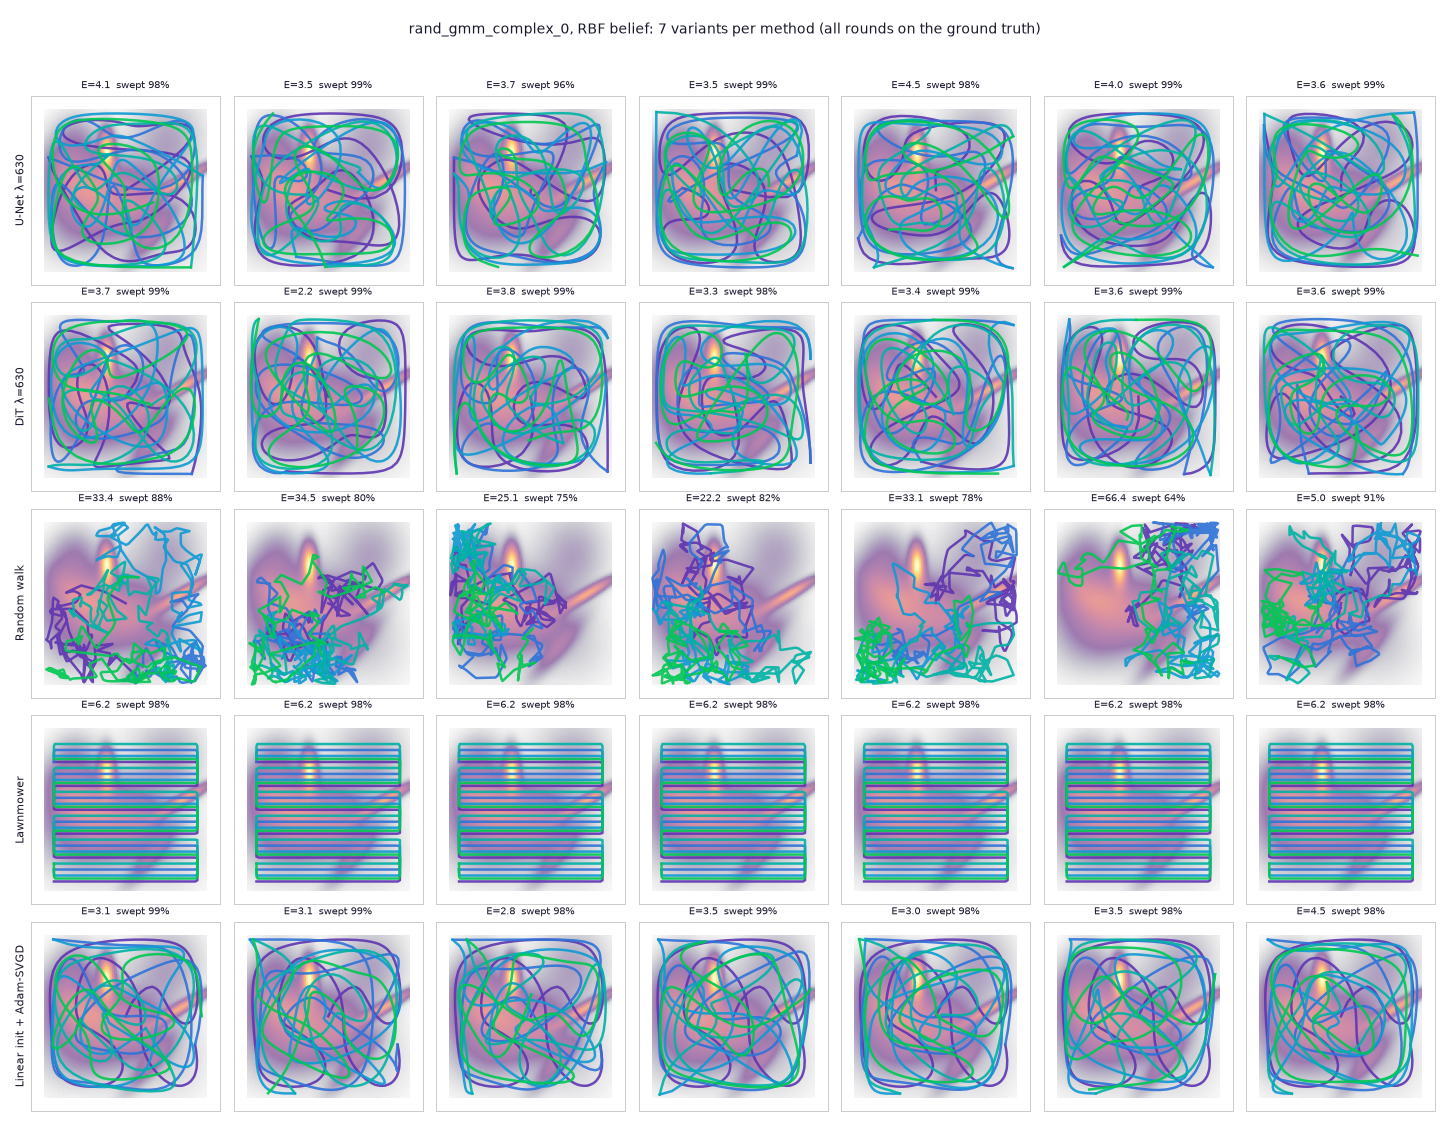 rand_gmm_complex_0, RBF belief: 7 variants per method (all rounds on the ground truth)
E=4.1 swept 98% E=3.5 swept 99% E=3.7 swept 96% E=3.5 swept 99% E=4.5 swept 98% E=4.0 swept 99% E=3.6 swept 99%
U-Net λ=630
E=3.7 swept 99% E=2.2 swept 99% E=3.8 swept 99% E=3.3 swept 98% E=3.4 swept 99% E=3.6 swept 99% E=3.6 swept 99%
DiT λ=630
E=33.4 swept 88% E=34.5 swept 80% E=25.1 swept 75% E=22.2 swept 82% E=33.1 swept 78% E=66.4 swept 64% E=5.0 swept 91%
Random walk
E=6.2 swept 98% E=6.2 swept 98% E=6.2 swept 98% E=6.2 swept 98% E=6.2 swept 98% E=6.2 swept 98% E=6.2 swept 98%
Lawnmower
E=3.1 swept 99% E=3.1 swept 99% E=2.8 swept 98% E=3.5 swept 99% E=3.0 swept 98% E=3.5 swept 98% E=4.5 swept 98%
Linear init + Adam-SVGD